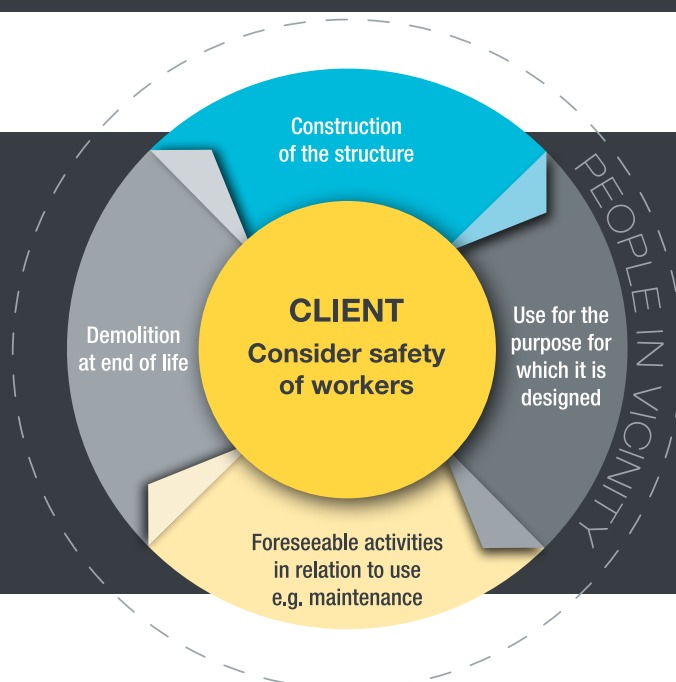 Construction
of the structure
PEOPLE IN VICINITY
CLIENT
Consider safety
of workers
Use for the
purpose for
which it is
designed
Demolition
at end of life
Foreseeable activities
in relation to use
e.g. maintenance